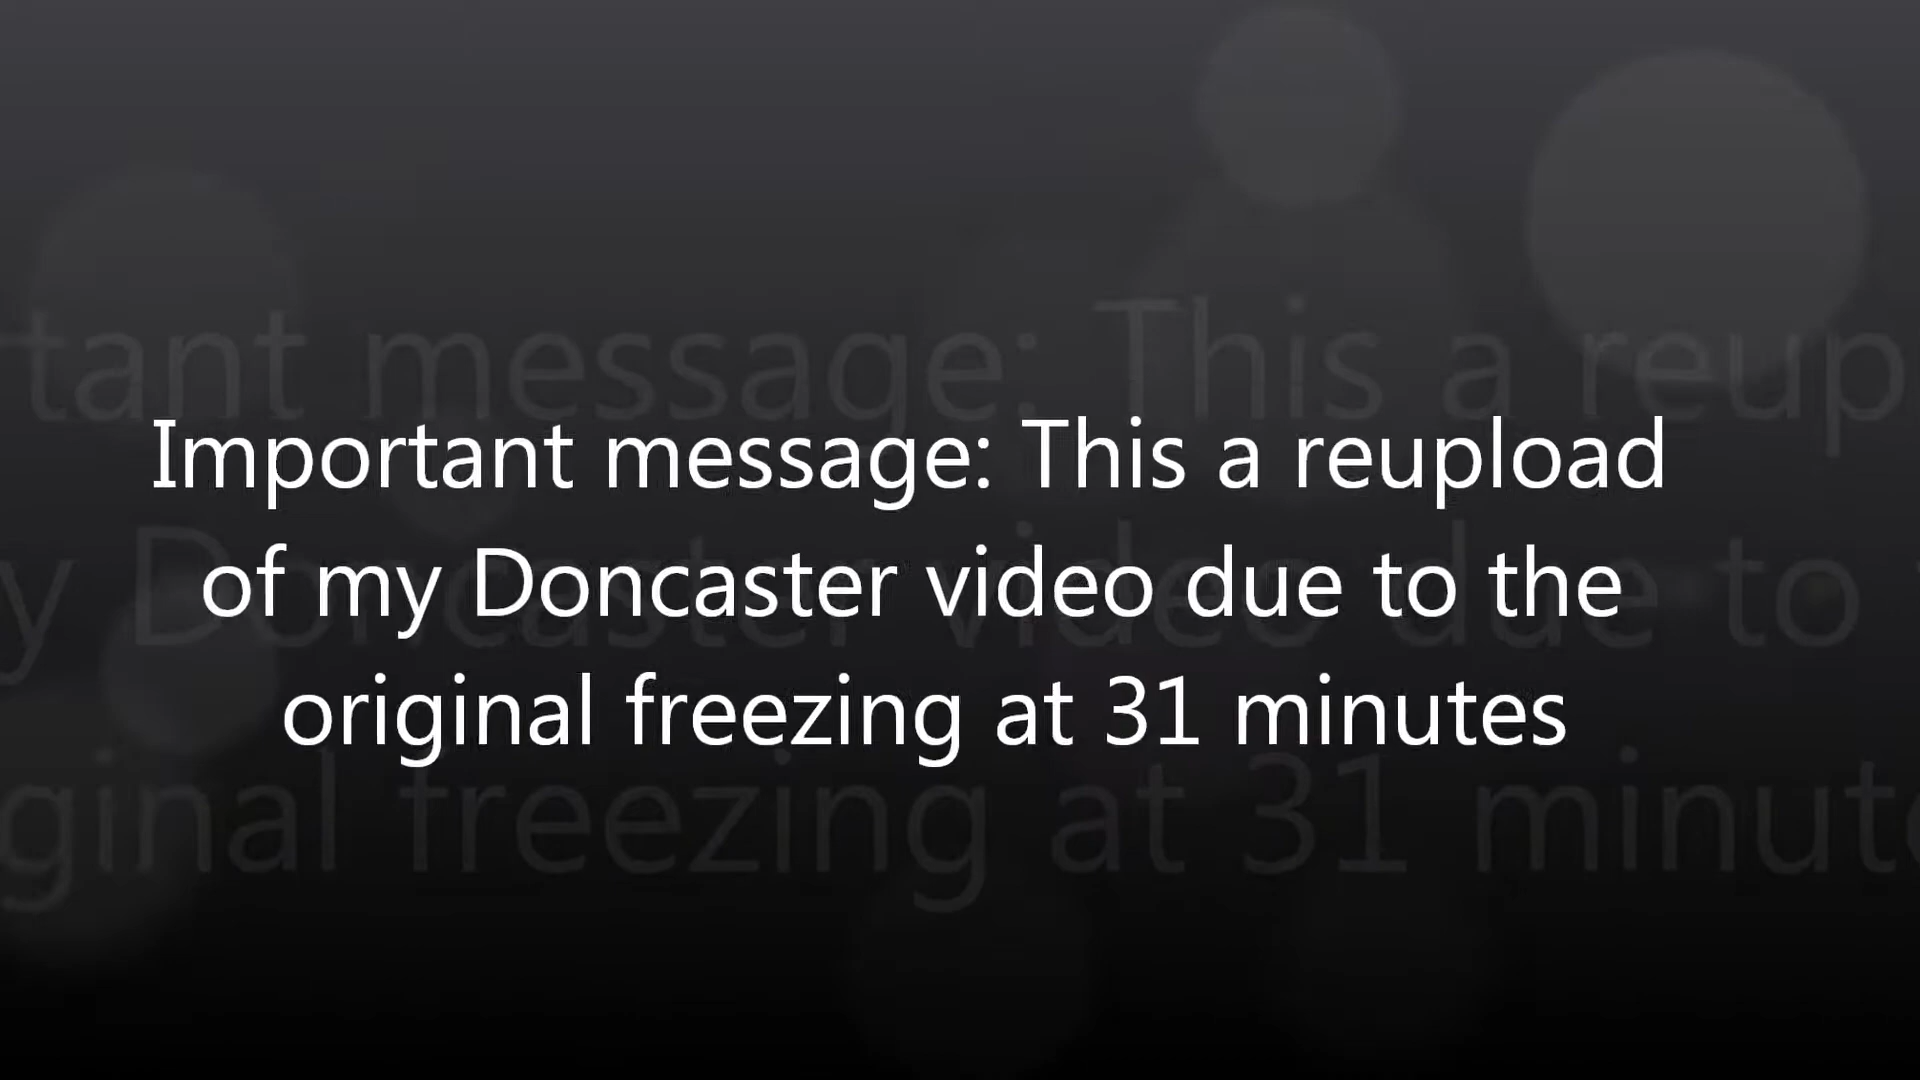 Important message: This a reupload
of my Doncaster video due to the
original freezing at 31 minutes